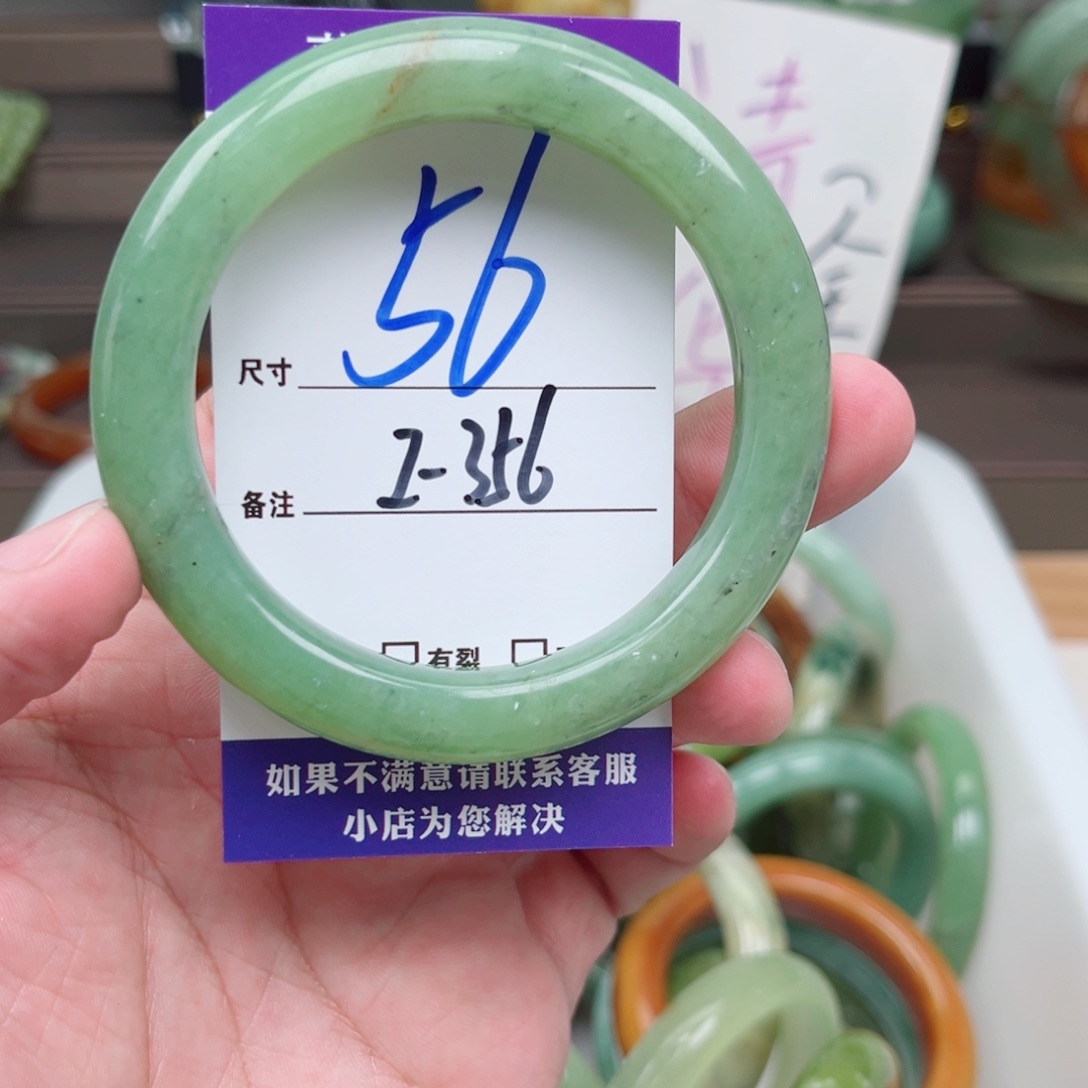 尺寸 56
备注 I-356
有裂
如果不满意请联系客服
小店为您解决